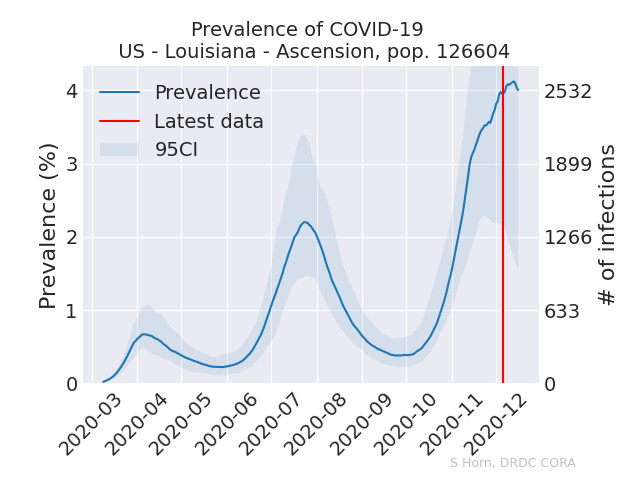 Prevalence of COVID-19
US - Louisiana - Ascension, pop. 126604
Prevalence
Latest data
95CI
Prevalence (%)
4
3
2
1
0
2532
1899
1266
633
0
# of infections
2020-03
2020-04
2020-05
2020-06
2020-07
2020-08
2020-09
2020-10
2020-11
2020-12
S Horn, DRDC CORA